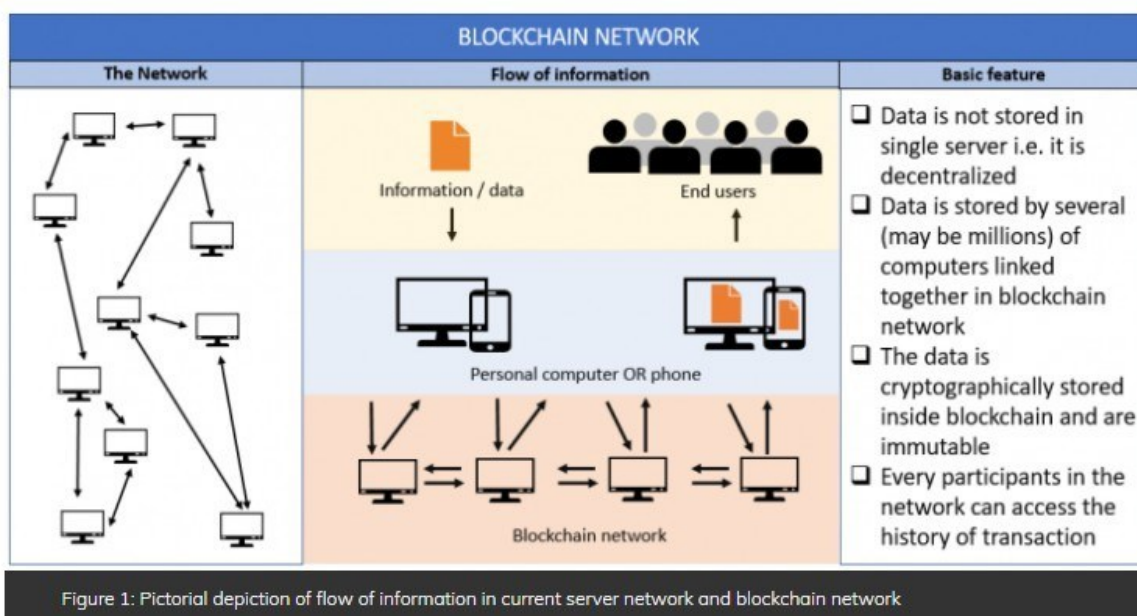 BLOCKCHAIN NETWORK
The Network
Flow of information
Basic feature
Information / data
End users
Personal computer OR phone
Blockchain network
❑ Data is not stored in
single server i.e. it is
decentralized
❑ Data is stored by several
(may be millions) of
computers linked
together in blockchain
network
❑ The data is
cryptographically stored
inside blockchain and are
immutable
❑ Every participants in the
network can access the
history of transaction
Figure 1: Pictorial depiction of flow of information in current server network and blockchain network